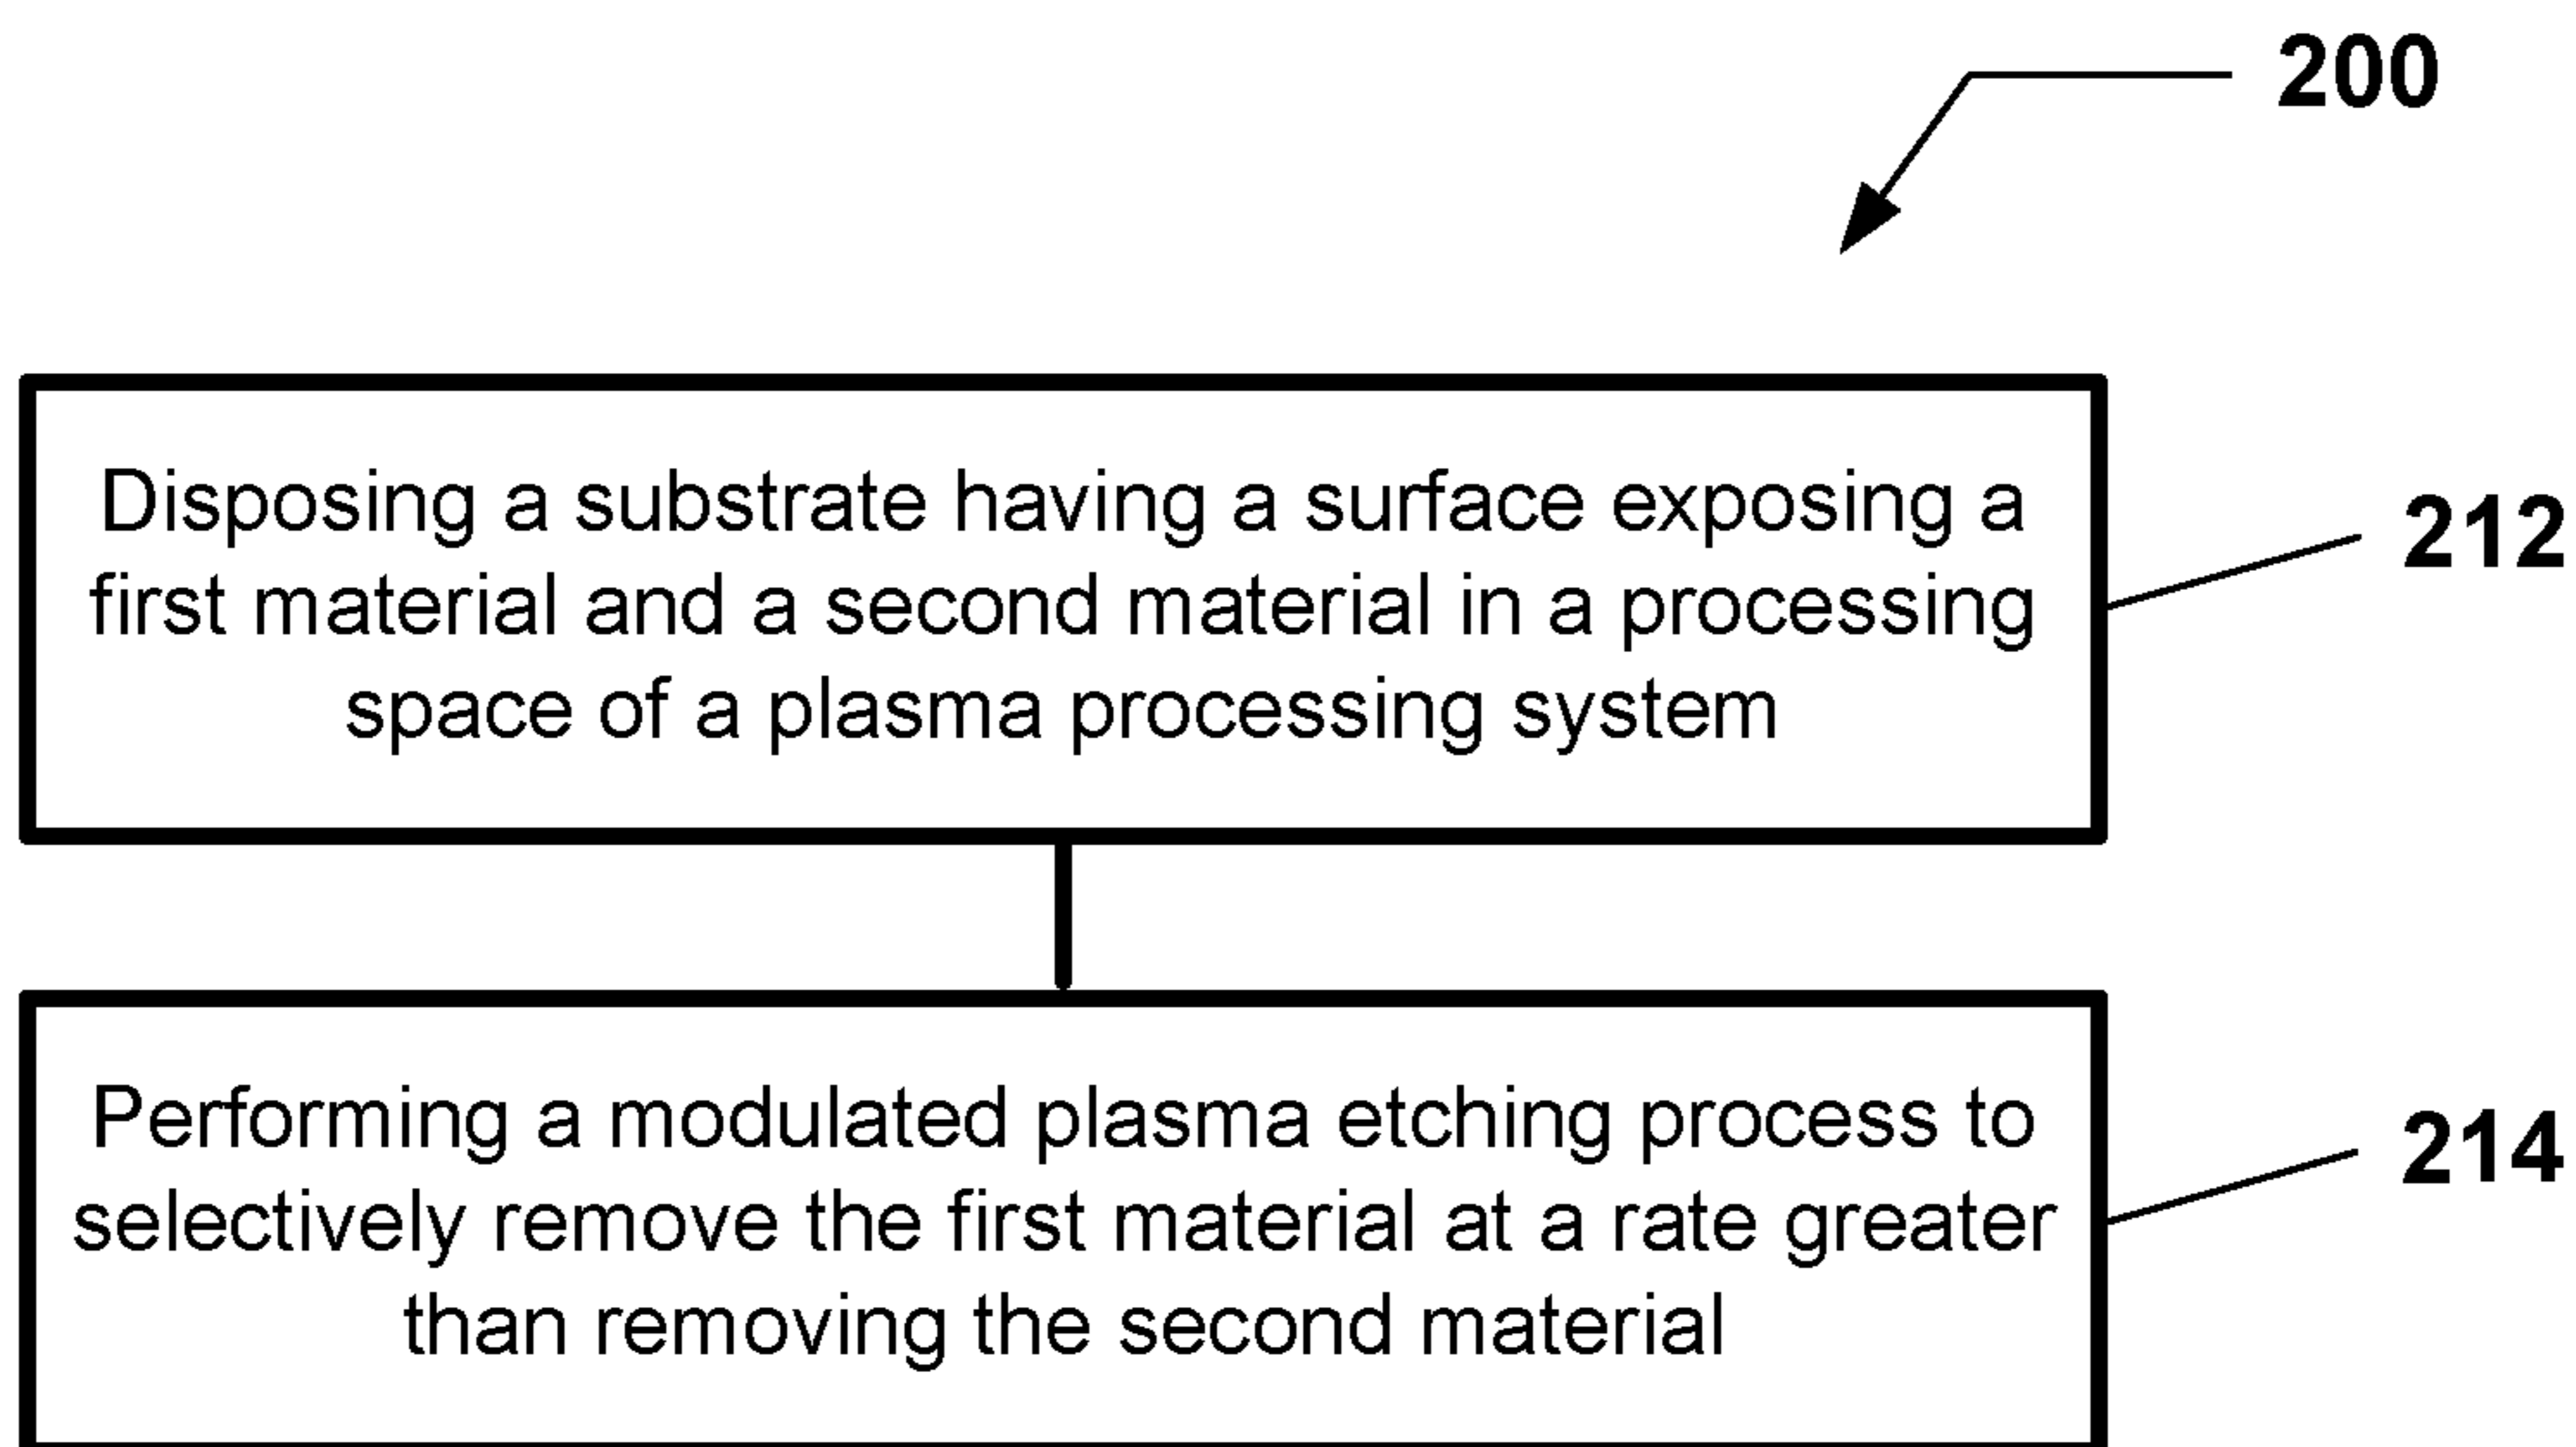 200
Disposing a substrate having a surface exposing a
first material and a second material in a processing
space of a plasma processing system
212
Performing a modulated plasma etching process to
selectively remove the first material at a rate greater
than removing the second material
214